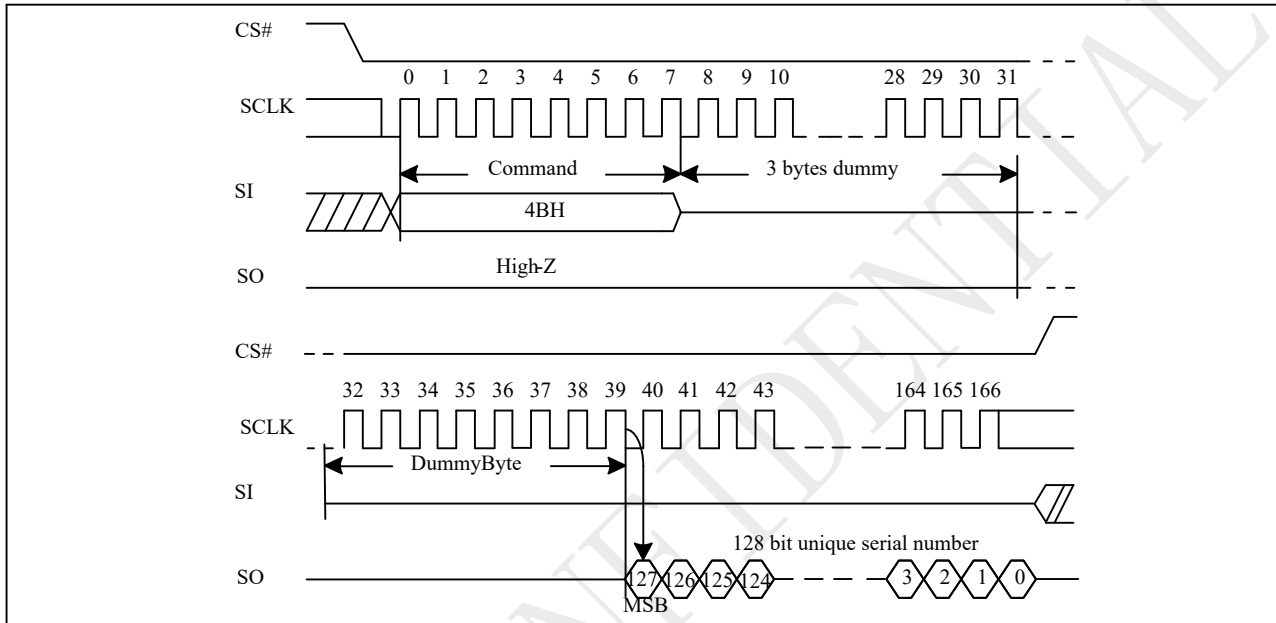 CS#
0 1 2 3 4 5 6 7 8 9 10 28 29 30 31
SCLK
Command 3 bytes dummy
SI
4BH
High-Z
SO
CS#
32 33 34 35 36 37 38 39 40 41 42 43 164 165 166
SCLK
DummyByte
SI
128 bit unique serial number
SO 127 126 125 124 3 2 1 0
MSB
NFIDENTIAL